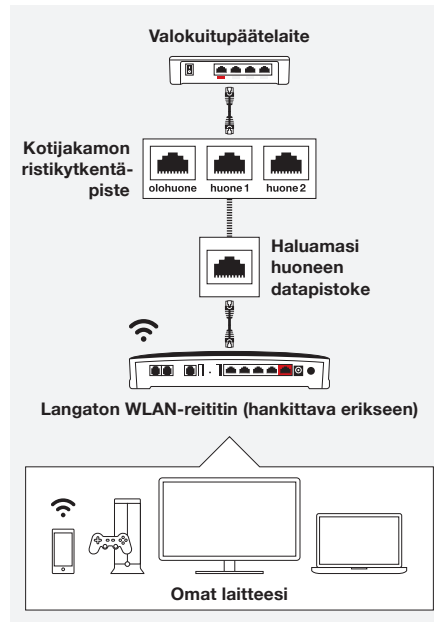 Valokuitupäätelaite
Kotijakamon
ristikytkentä-
piste
olohuone huone 1 huone 2
Haluamasi
huoneen
datapistoke
Langaton WLAN-reititin (hankittava erikseen)
Omat laitteesi